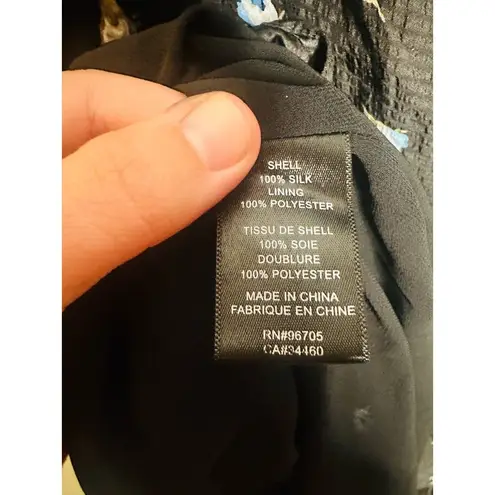 SHELL
100% SILK
LINING
100% POLYESTER
TISSU DE SHELL
100% SOIE
DOUBLURE
100% POLYESTER
MADE IN CHINA
FABRIQUE EN CHINE
RN#96705
CA#34460